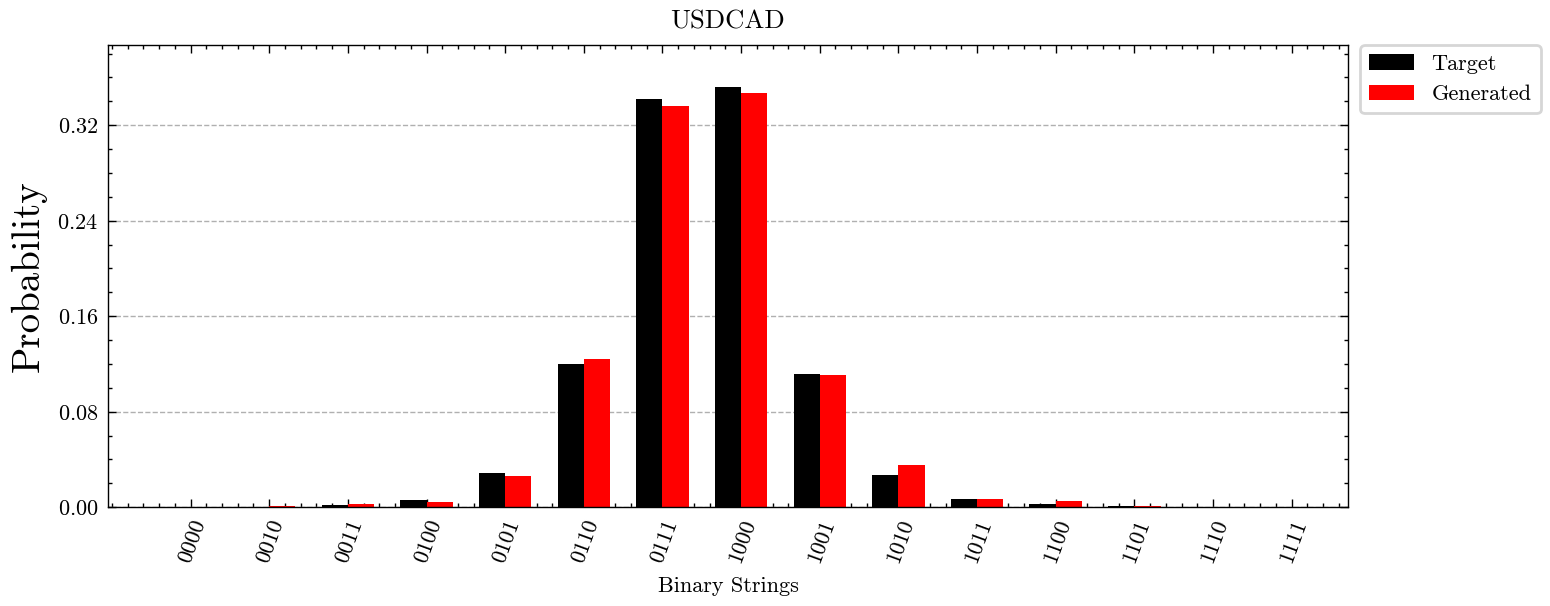 USDCAD
Target
Generated
Probability
0.32
0.24
0.16
0.08
0.00
0000 0010 0011 0100 0101 0110 0111 1000 1001 1010 1011 1100 1101 1110 1111
Binary Strings